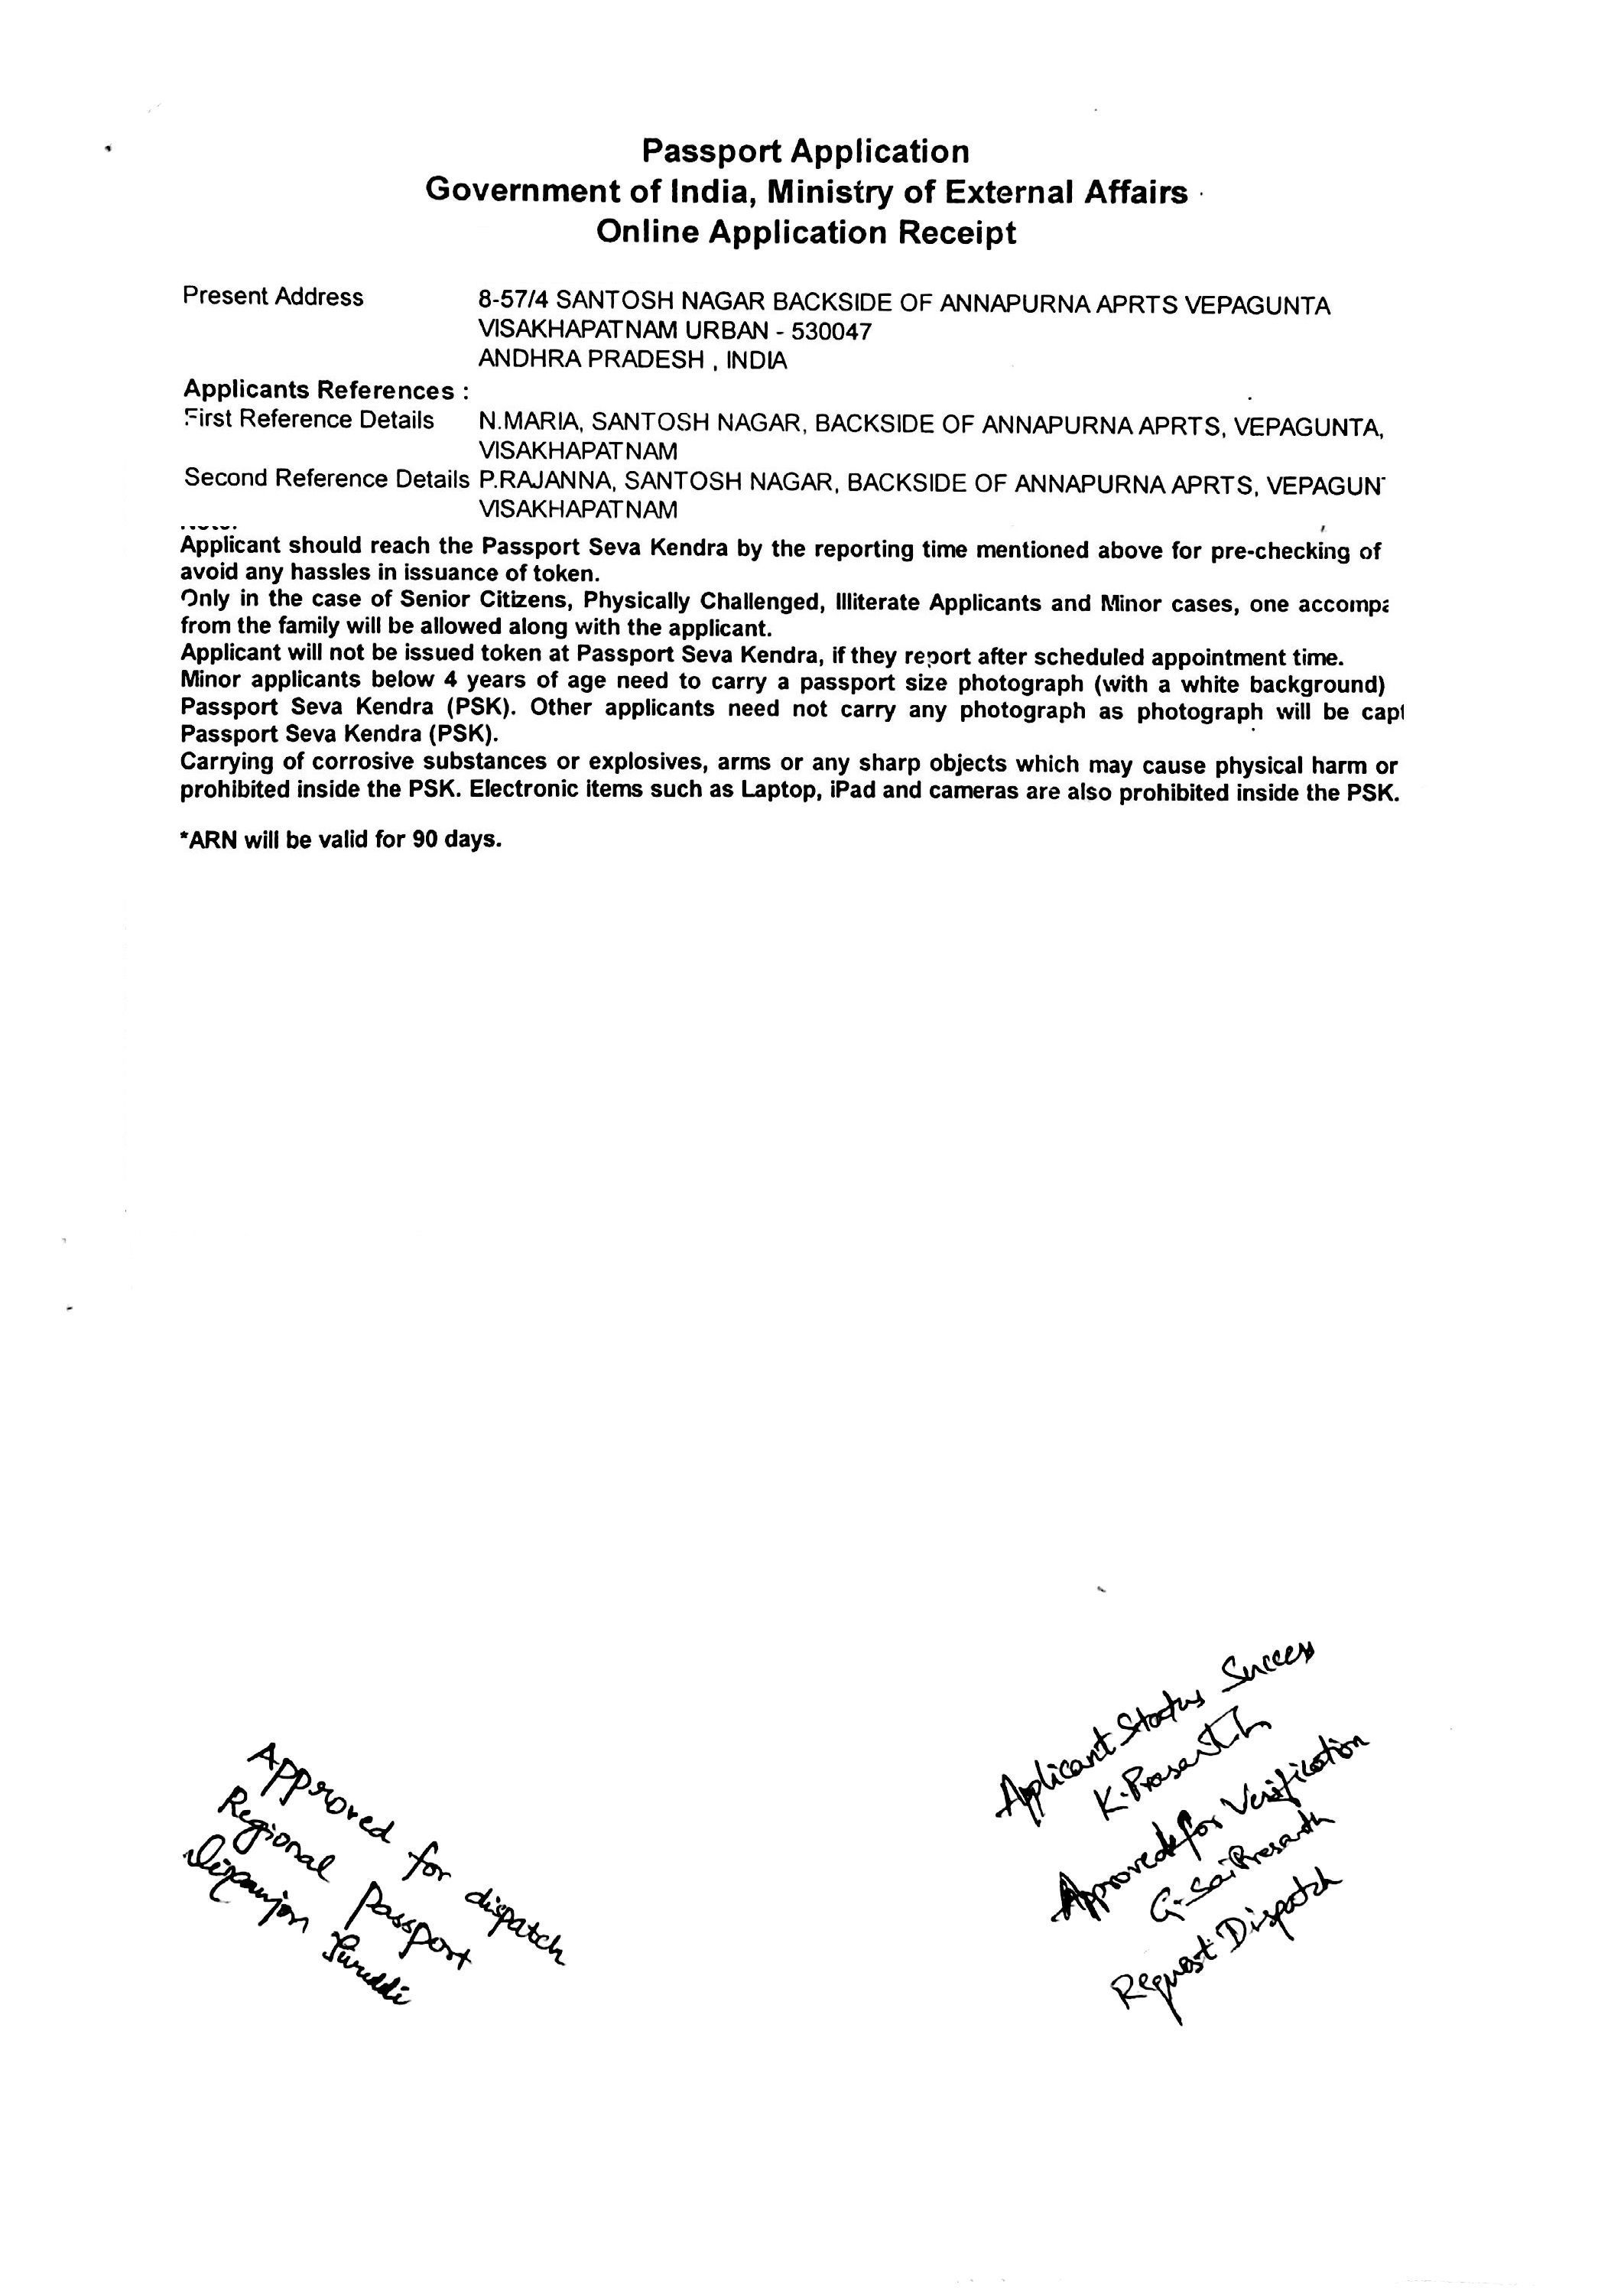 Passport Application
Government of India, Ministry of External Affairs
Online Application Receipt
Present Address 8-57/4 SANTOSH NAGAR BACKSIDE OF ANNAPURNA APRTS VEPAGUNTA
VISAKHAPATNAM URBAN - 530047
ANDHRA PRADESH , INDIA
Applicants References :
First Reference Details N.MARIA, SANTOSH NAGAR, BACKSIDE OF ANNAPURNA APRTS, VEPAGUNTA,
VISAKHAPATNAM
Second Reference Details P.RAJANNA, SANTOSH NAGAR, BACKSIDE OF ANNAPURNA APRTS, VEPAGUN
VISAKHAPATNAM
Applicant should reach the Passport Seva Kendra by the reporting time mentioned above for pre-checking of
avoid any hassles in issuance of token.
Only in the case of Senior Citizens, Physically Challenged, Illiterate Applicants and Minor cases, one accompa
from the family will be allowed along with the applicant.
Applicant will not be issued token at Passport Seva Kendra, if they report after scheduled appointment time.
Minor applicants below 4 years of age need to carry a passport size photograph (with a white background)
Passport Seva Kendra (PSK). Other applicants need not carry any photograph as photograph will be capt
Passport Seva Kendra (PSK).
Carrying of corrosive substances or explosives, arms or any sharp objects which may cause physical harm or
prohibited inside the PSK. Electronic items such as Laptop, iPad and cameras are also prohibited inside the PSK.
*ARN will be valid for 90 days.
Approved for dispatch
Regional Passport
Applicant Status Success
K. Prasanth
Approved for Verification
G. Sai Prasanth
Request Dispatch